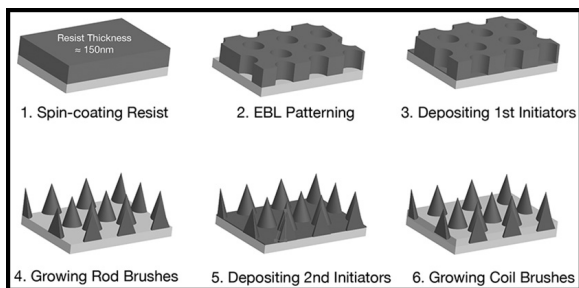 Resist Thickness
≈ 150nm
1. Spin-coating Resist
2. EBL Patterning
3. Depositing 1st Initiators
4. Growing Rod Brushes
5. Depositing 2nd Initiators
6. Growing Coil Brushes